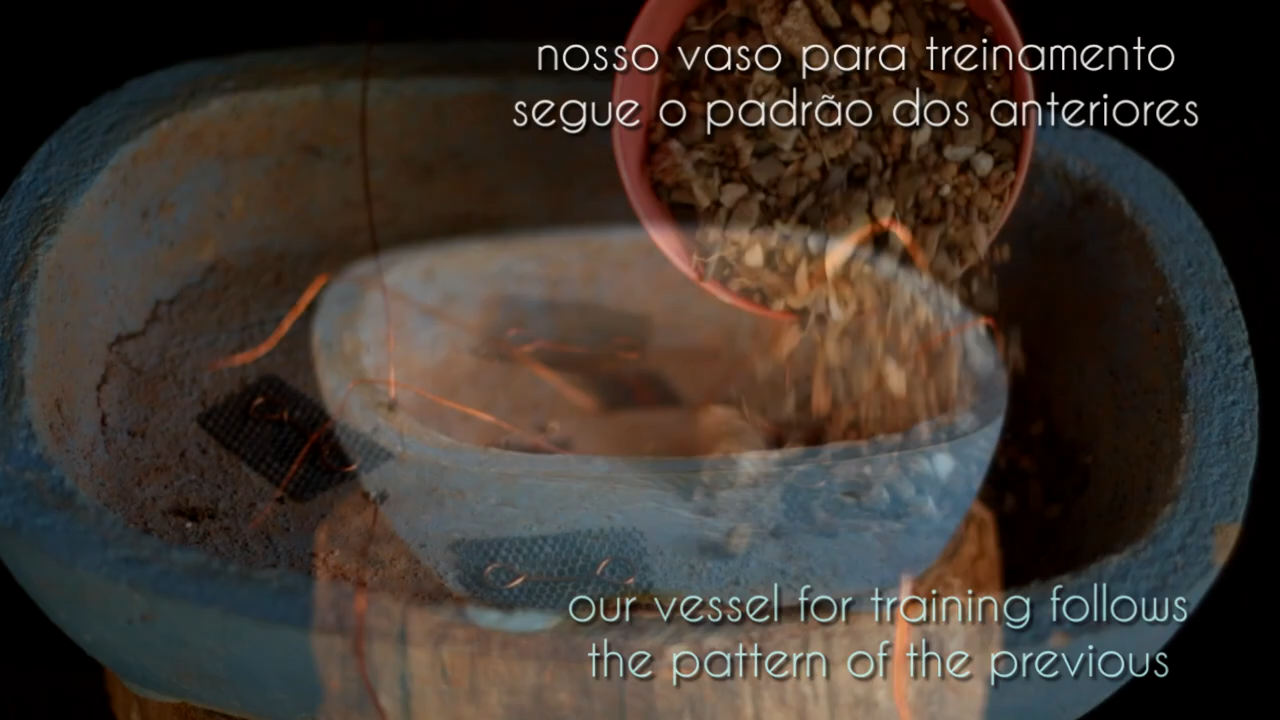 nosso vaso para treinamento
segue o padrão dos anteriores
our vessel for training follows
the pattern of the previous